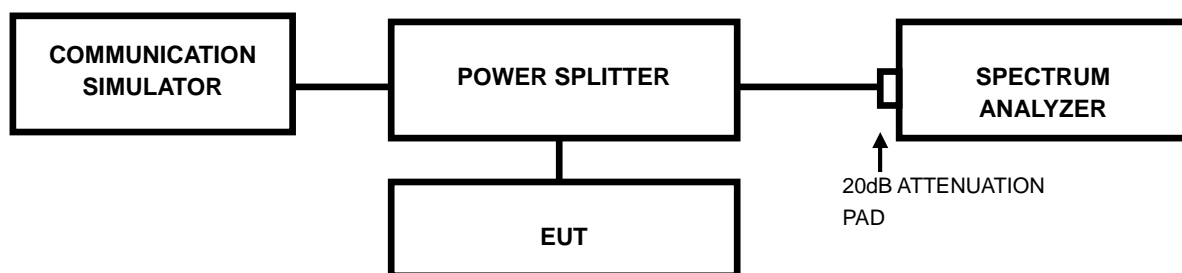 COMMUNICATION
SIMULATOR
POWER SPLITTER
SPECTRUM
ANALYZER
20dB ATTENUATION
PAD
EUT